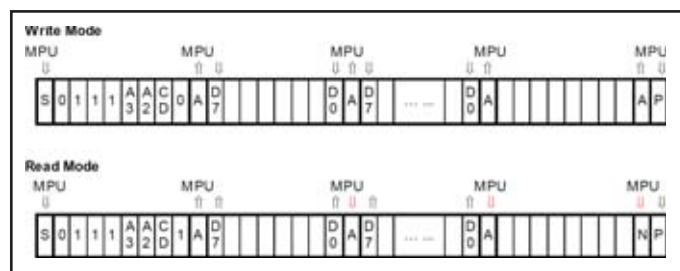 Write Mode
MPU MPU MPU MPU MPU
S 0 1 1 1 A3 A2 CD 0 A D7 D0 A D7 ... ... D0 A A P
Read Mode
MPU MPU MPU MPU MPU
S 0 1 1 1 A3 A2 CD 1 A D7 D0 A D7 ... ... D0 A N P